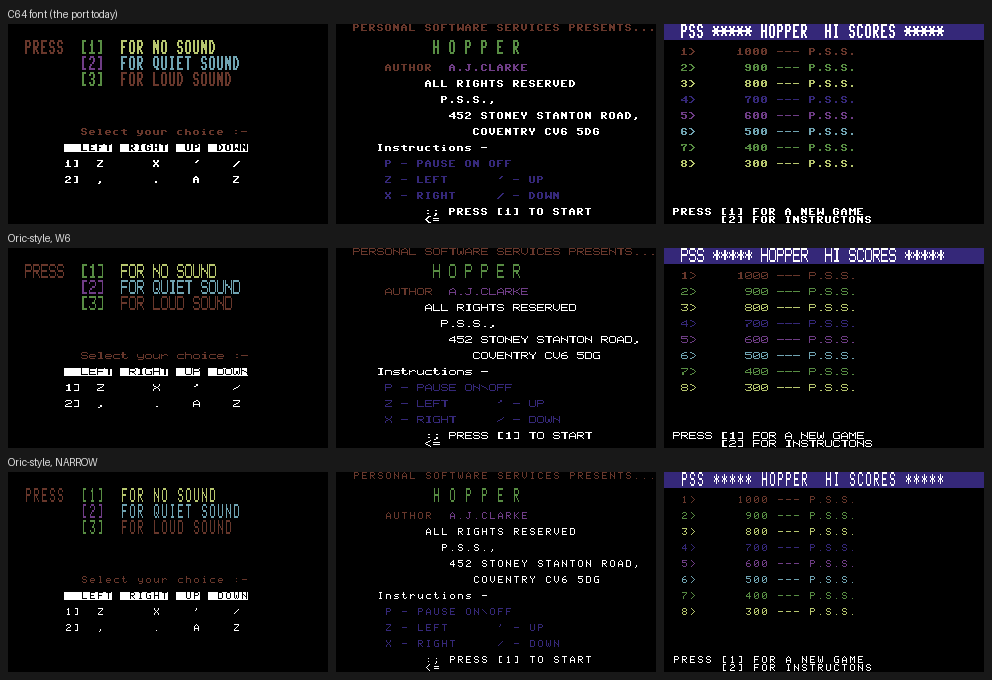 C64 font (the port today)
PRESS [1] FOR NO SOUND
[2] FOR QUIET SOUND
[3] FOR LOUD SOUND
Select your choice :-
LEFT RIGHT UP DOWN
1] Z X ' /
2] , . A Z
PERSONAL SOFTWARE SERVICES PRESENTS...
HOPPER
AUTHOR A.J.CLARKE
ALL RIGHTS RESERVED
P.S.S.,
452 STONEY STANTON ROAD,
COVENTRY CV6 5DG
Instructions -
P - PAUSE ON OFF
Z - LEFT ' - UP
X - RIGHT / - DOWN
:; PRESS [1] TO START
<=
PSS ***** HOPPER HI SCORES *****
1> 1000 --- P.S.S.
2> 900 --- P.S.S.
3> 800 --- P.S.S.
4> 700 --- P.S.S.
5> 600 --- P.S.S.
6> 500 --- P.S.S.
7> 400 --- P.S.S.
8> 300 --- P.S.S.
PRESS [1] FOR A NEW GAME
[2] FOR INSTRUCTONS
Oric-style, W6
PRESS [1] FOR NO SOUND
[2] FOR QUIET SOUND
[3] FOR LOUD SOUND
Select your choice :-
LEFT RIGHT UP DOWN
1] Z X ' /
2] , . A Z
PERSONAL SOFTWARE SERVICES PRESENTS...
HOPPER
AUTHOR A.J.CLARKE
ALL RIGHTS RESERVED
P.S.S.,
452 STONEY STANTON ROAD,
COVENTRY CV6 5DG
Instructions -
P - PAUSE ON\OFF
Z - LEFT ' - UP
X - RIGHT / - DOWN
:; PRESS [1] TO START
<=
PSS ***** HOPPER HI SCORES *****
1> 1000 --- P.S.S.
2> 900 --- P.S.S.
3> 800 --- P.S.S.
4> 700 --- P.S.S.
5> 600 --- P.S.S.
6> 500 --- P.S.S.
7> 400 --- P.S.S.
8> 300 --- P.S.S.
PRESS [1] FOR A NEW GAME
[2] FOR INSTRUCTONS
Oric-style, NARROW
PRESS [1] FOR NO SOUND
[2] FOR QUIET SOUND
[3] FOR LOUD SOUND
Select your choice :-
LEFT RIGHT UP DOWN
1] Z X ' /
2] , . A Z
PERSONAL SOFTWARE SERVICES PRESENTS...
HOPPER
AUTHOR A.J.CLARKE
ALL RIGHTS RESERVED
P.S.S.,
452 STONEY STANTON ROAD,
COVENTRY CV6 5DG
Instructions -
P - PAUSE ON\OFF
Z - LEFT ' - UP
X - RIGHT / - DOWN
:; PRESS [1] TO START
<=
PSS ***** HOPPER HI SCORES *****
1> 1000 --- P.S.S.
2> 900 --- P.S.S.
3> 800 --- P.S.S.
4> 700 --- P.S.S.
5> 600 --- P.S.S.
6> 500 --- P.S.S.
7> 400 --- P.S.S.
8> 300 --- P.S.S.
PRESS [1] FOR A NEW GAME
[2] FOR INSTRUCTONS